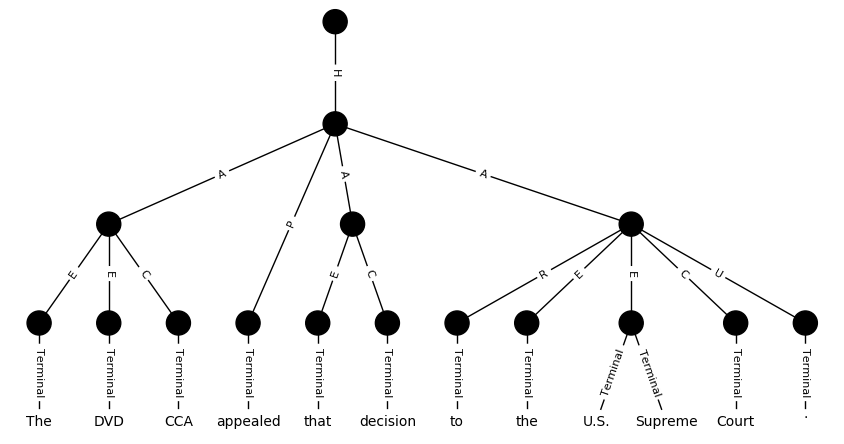 H
A P A A
E E C E C R E E C U
Terminal Terminal Terminal Terminal Terminal Terminal Terminal Terminal Terminal Terminal Terminal Terminal
The DVD CCA appealed that decision to the U.S. Supreme Court .